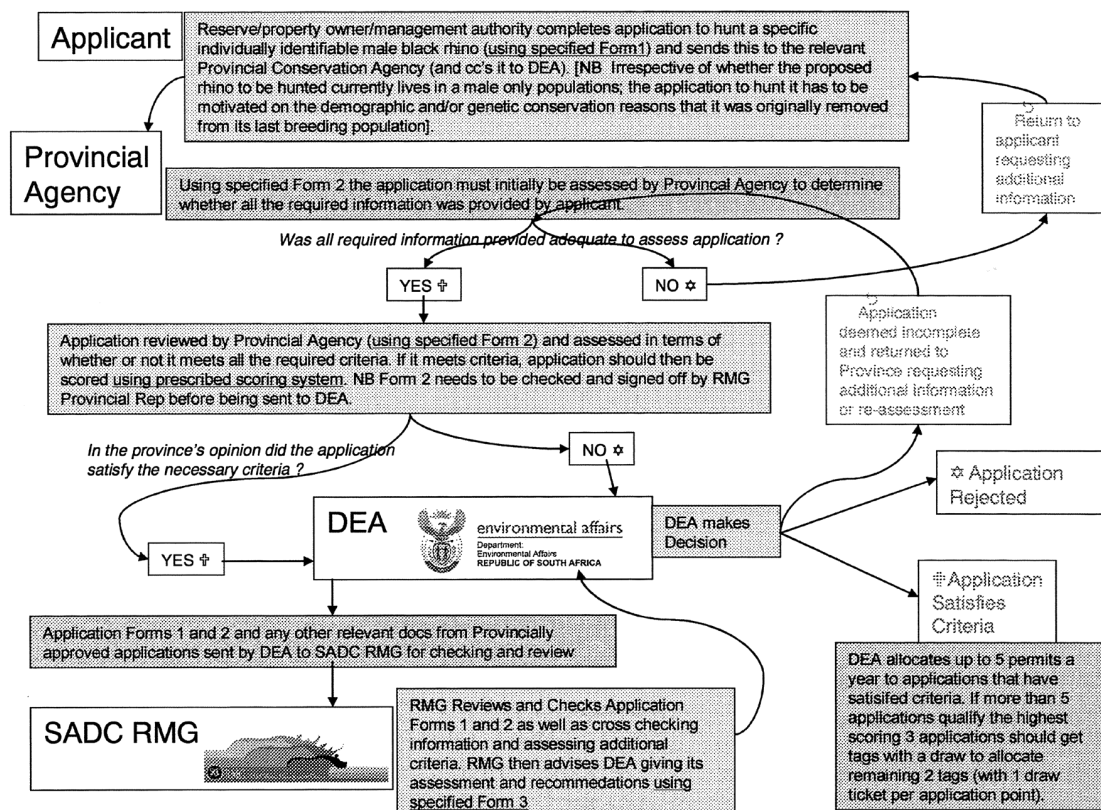 Applicant
Reserve/property owner/management authority completes application to hunt a specific
individually identifiable male black rhino (using specified Form1) and sends this to the relevant
Provincial Conservation Agency (and cc's it to DEA). [NB Irrespective of whether the proposed
rhino to be hunted currently lives in a male only populations; the application to hunt it has to be
motivated on the demographic and/or genetic conservation reasons that it was originally removed
from its last breeding population].
Return to
applicant
requesting
additional
information
Provincial
Agency
Using specified Form 2 the application must initially be assessed by Provincal Agency to determine
whether all the required information was provided by applicant.
Was all required information provided adequate to assess application ?
YES ✞
NO ✡
Application
deemed incomplete
and returned to
Province requesting
additional information
or re-assessment
Application reviewed by Provincial Agency (using specified Form 2) and assessed in terms of
whether or not it meets all the required criteria. If it meets criteria, application should then be
scored using prescribed scoring system. NB Form 2 needs to be checked and signed off by RMG
Provincial Rep before being sent to DEA.
In the province's opinion did the application
satisfy the necessary criteria ?
NO ✡
YES ✞
DEA
environmental affairs
Department:
Environmental Affairs
REPUBLIC OF SOUTH AFRICA
DEA makes
Decision
✡ Application
Rejected
✞ Application
Satisfies
Criteria
DEA allocates up to 5 permits a
year to applications that have
satisifed criteria. If more than 5
applications qualify the highest
scoring 3 applications should get
tags with a draw to allocate
remaining 2 tags (with 1 draw
ticket per application point).
Application Forms 1 and 2 and any other relevant docs from Provincially
approved applications sent by DEA to SADC RMG for checking and review
SADC RMG
RMG Reviews and Checks Application
Forms 1 and 2 as well as cross checking
information and assessing additional
criteria. RMG then advises DEA giving its
assessment and recommedations using
specified Form 3